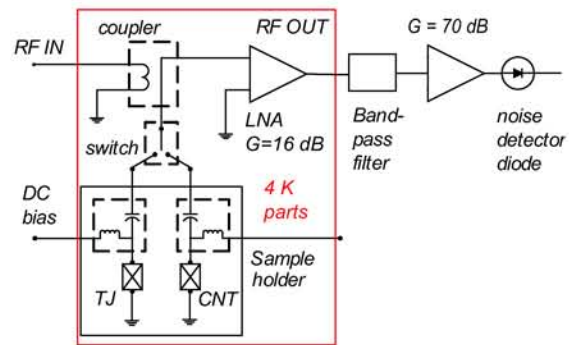 RF IN
coupler
RF OUT
G = 70 dB
LNA
G=16 dB
Band-
pass
filter
noise
detector
diode
switch
DC
bias
4 K
parts
Sample
holder
TJ
CNT